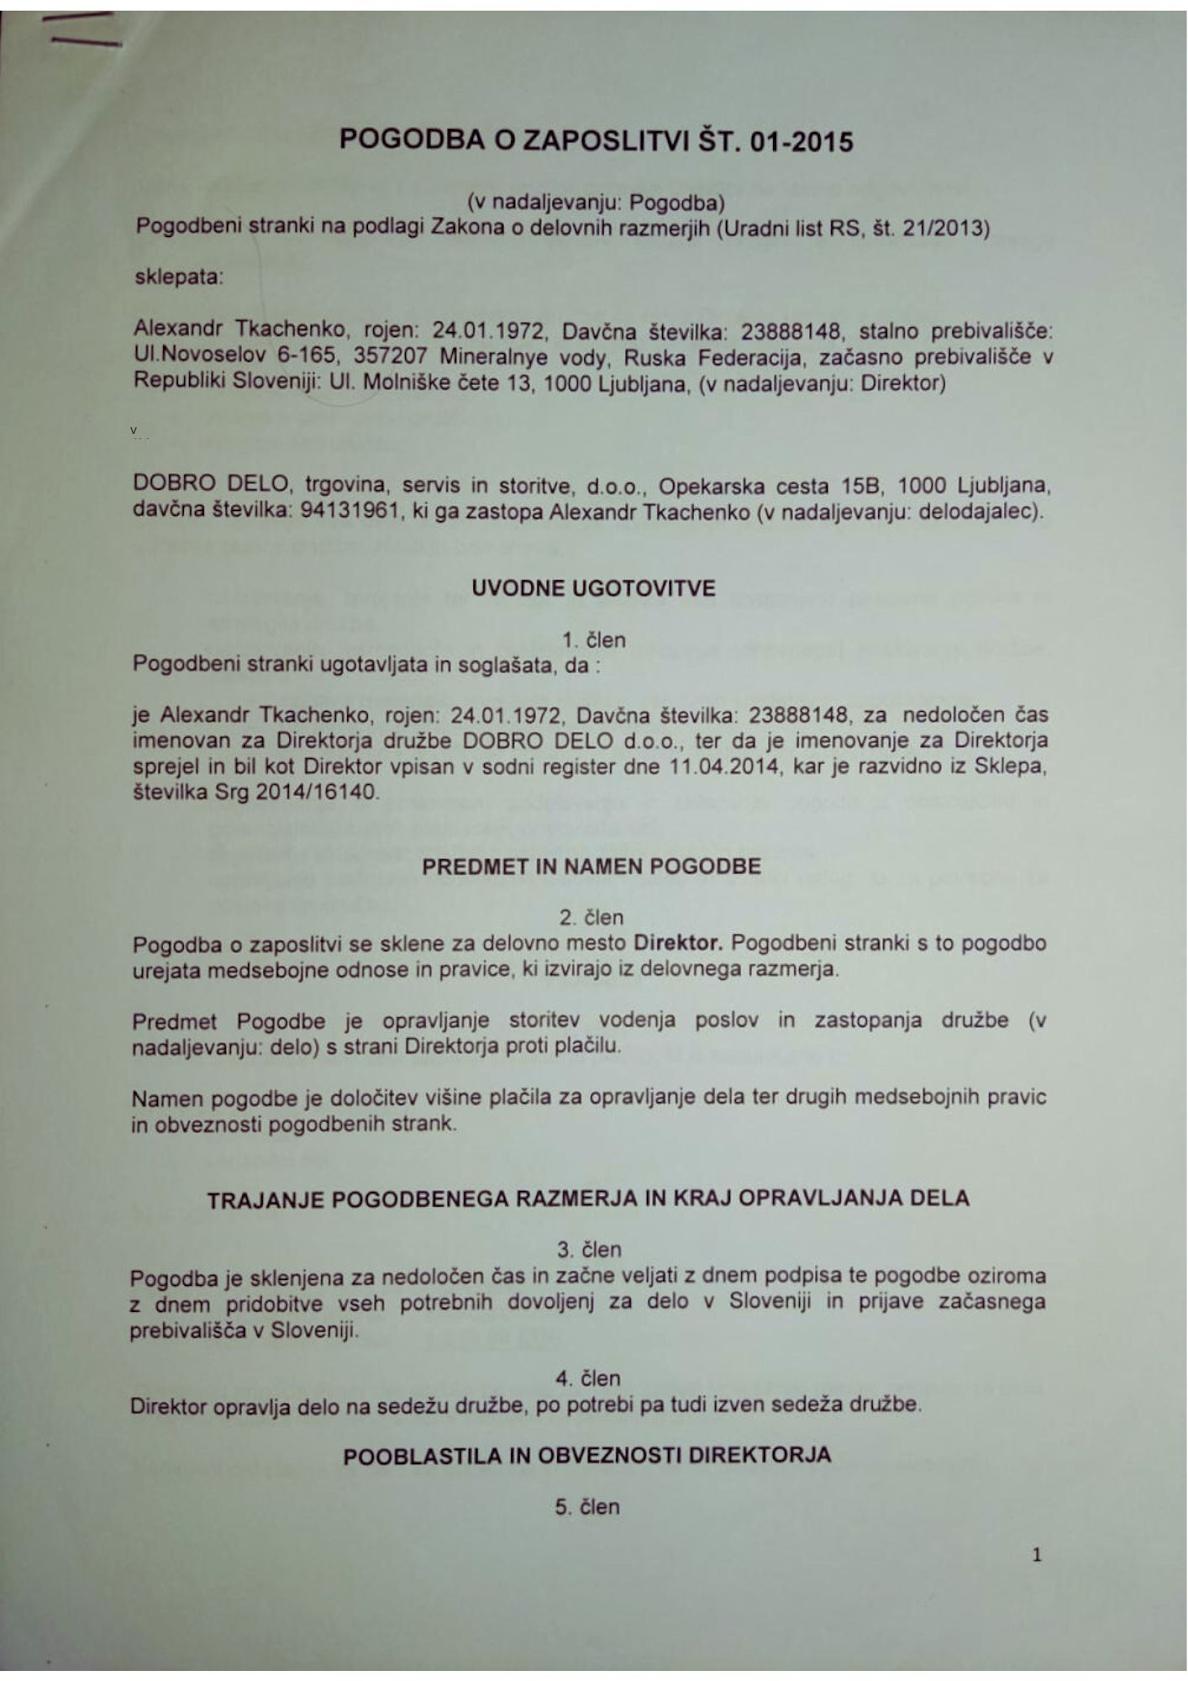 POGODBA O ZAPOSLITVI ŠT. 01-2015
(v nadaljevanju: Pogodba)
Pogodbeni stranki na podlagi Zakona o delovnih razmerjih (Uradni list RS, št. 21/2013)
sklepata:
Alexandr Tkachenko, rojen: 24.01.1972, Davčna številka: 23888148, stalno prebivališče:
Ul.Novoselov 6-165, 357207 Mineralnye vody, Ruska Federacija, začasno prebivališče v
Republiki Sloveniji: Ul. Molniške čete 13, 1000 Ljubljana, (v nadaljevanju: Direktor)
v
DOBRO DELO, trgovina, servis in storitve, d.o.o., Opekarska cesta 15B, 1000 Ljubljana,
davčna številka: 94131961, ki ga zastopa Alexandr Tkachenko (v nadaljevanju: delodajalec).
UVODNE UGOTOVITVE
1. člen
Pogodbeni stranki ugotavljata in soglašata, da :
je Alexandr Tkachenko, rojen: 24.01.1972, Davčna številka: 23888148, za nedoločen čas
imenovan za Direktorja družbe DOBRO DELO d.o.o., ter da je imenovanje za Direktorja
sprejel in bil kot Direktor vpisan v sodni register dne 11.04.2014, kar je razvidno iz Sklepa,
številka Srg 2014/16140.
PREDMET IN NAMEN POGODBE
2. člen
Pogodba o zaposlitvi se sklene za delovno mesto Direktor. Pogodbeni stranki s to pogodbo
urejata medsebojne odnose in pravice, ki izvirajo iz delovnega razmerja.
Predmet Pogodbe je opravljanje storitev vodenja poslov in zastopanja družbe (v
nadaljevanju: delo) s strani Direktorja proti plačilu.
Namen pogodbe je določitev višine plačila za opravljanje dela ter drugih medsebojnih pravic
in obveznosti pogodbenih strank.
TRAJANJE POGODBENEGA RAZMERJA IN KRAJ OPRAVLJANJA DELA
3. člen
Pogodba je sklenjena za nedoločen čas in začne veljati z dnem podpisa te pogodbe oziroma
z dnem pridobitve vseh potrebnih dovoljenj za delo v Sloveniji in prijave začasnega
prebivališča v Sloveniji.
4. člen
Direktor opravlja delo na sedežu družbe, po potrebi pa tudi izven sedeža družbe.
POOBLASTILA IN OBVEZNOSTI DIREKTORJA
5. člen
1